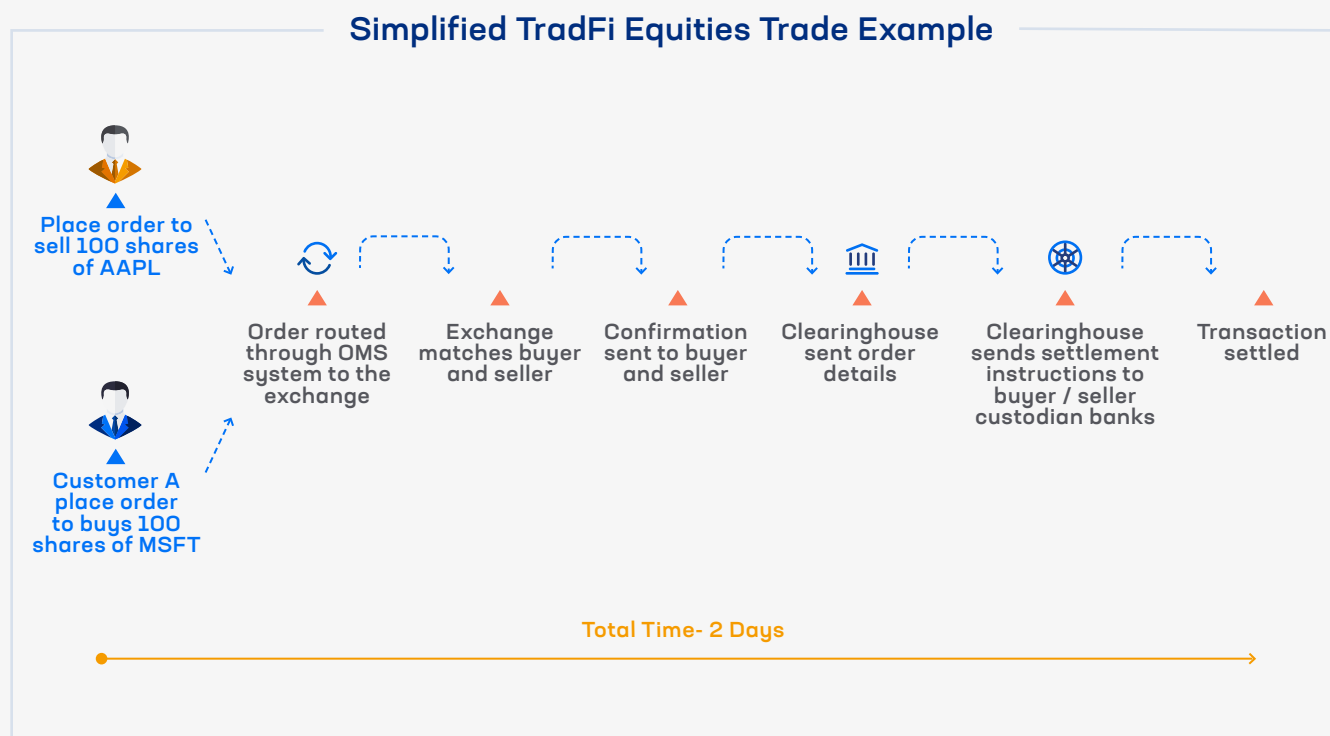 Simplified TradFi Equities Trade Example
Place order to
sell 100 shares
of AAPL
Customer A
place order
to buys 100
shares of MSFT
Order routed
through OMS
system to the
exchange
Exchange
matches buyer
and seller
Confirmation
sent to buyer
and seller
Clearinghouse
sent order
details
Clearinghouse
sends settlement
instructions to
buyer / seller
custodian banks
Transaction
settled
Total Time- 2 Days